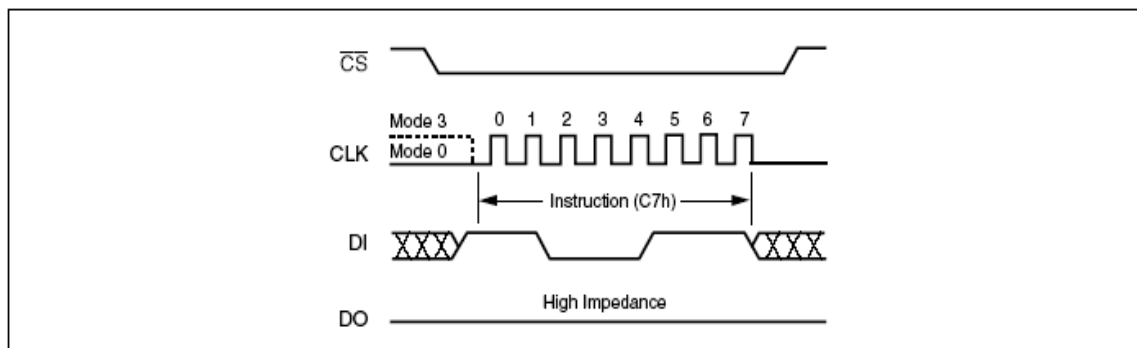 CS
Mode 3
0 1 2 3 4 5 6 7
CLK
Mode 0
Instruction (C7h)
DI
High Impedance
DO